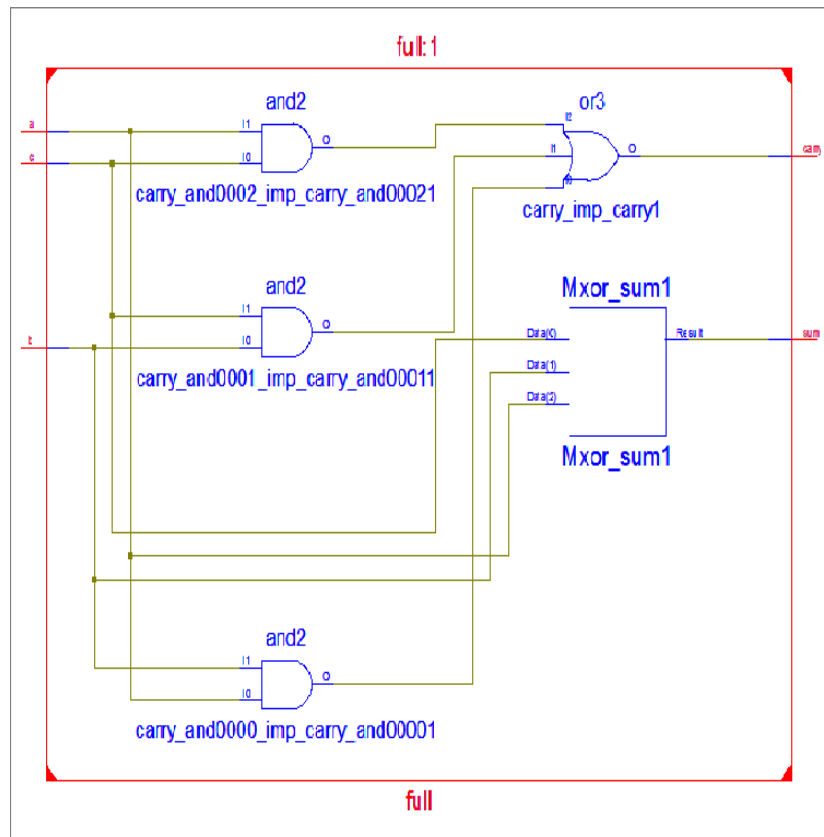 full:1
and2
or3
a
I1
O
I2
c
I0
I1
O
carry
I0
carry_and0002_imp_carry_and00021
carry_imp_carry1
and2
Mxor_sum1
I1
O
Data(0)
Result
sum
I0
Data(1)
carry_and0001_imp_carry_and00011
Data(2)
Mxor_sum1
and2
I1
O
I0
carry_and0000_imp_carry_and00001
full